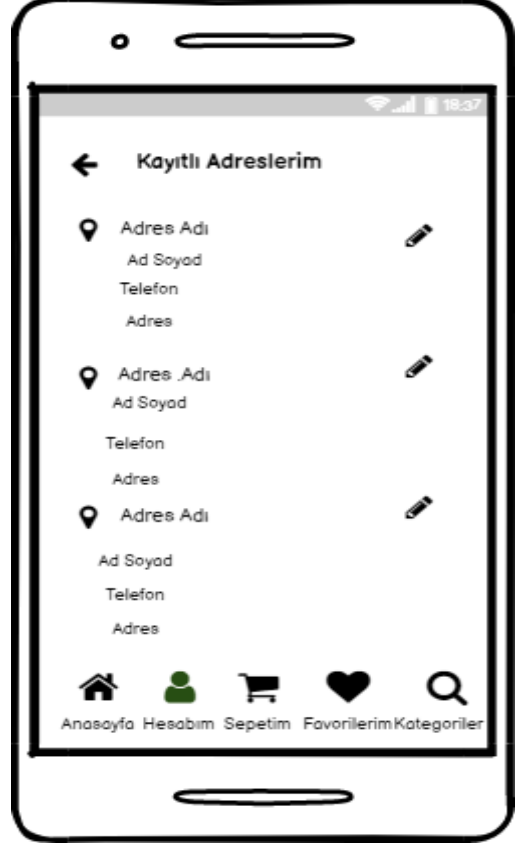 18:37
Kayıtlı Adreslerim
Adres Adı
Ad Soyad
Telefon
Adres
Adres .Adı
Ad Soyad
Telefon
Adres
Adres Adı
Ad Soyad
Telefon
Adres
Anasayfa Hesabım Sepetim Favorilerim Kategoriler